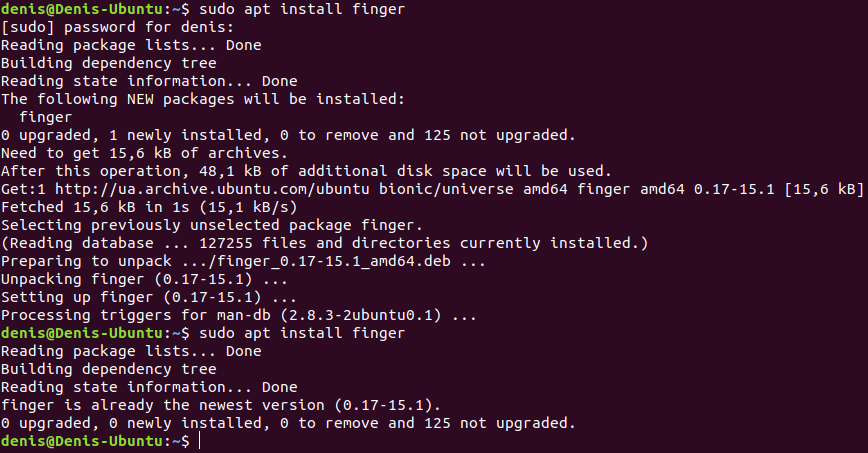 denis@Denis-Ubuntu:~$ sudo apt install finger
[sudo] password for denis:
Reading package lists... Done
Building dependency tree
Reading state information... Done
The following NEW packages will be installed:
  finger
0 upgraded, 1 newly installed, 0 to remove and 125 not upgraded.
Need to get 15,6 kB of archives.
After this operation, 48,1 kB of additional disk space will be used.
Get:1 http://ua.archive.ubuntu.com/ubuntu bionic/universe amd64 finger amd64 0.17-15.1 [15,6 kB]
Fetched 15,6 kB in 1s (15,1 kB/s)
Selecting previously unselected package finger.
(Reading database ... 127255 files and directories currently installed.)
Preparing to unpack .../finger_0.17-15.1_amd64.deb ...
Unpacking finger (0.17-15.1) ...
Setting up finger (0.17-15.1) ...
Processing triggers for man-db (2.8.3-2ubuntu0.1) ...
denis@Denis-Ubuntu:~$ sudo apt install finger
Reading package lists... Done
Building dependency tree
Reading state information... Done
finger is already the newest version (0.17-15.1).
0 upgraded, 0 newly installed, 0 to remove and 125 not upgraded.
denis@Denis-Ubuntu:~$